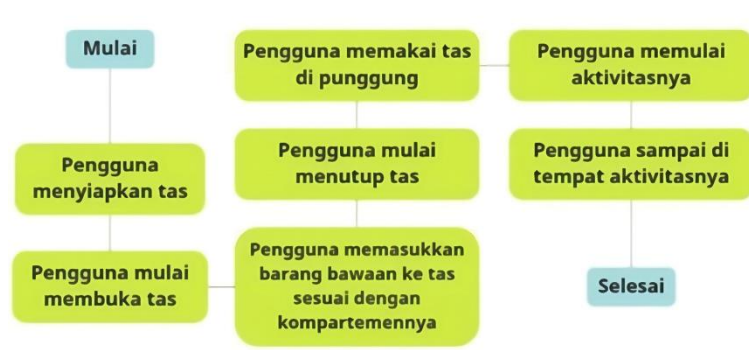 Mulai
Pengguna
menyiapkan tas
Pengguna mulai
membuka tas
Pengguna memasukkan
barang bawaan ke tas
sesuai dengan
kompartemennya
Pengguna mulai
menutup tas
Pengguna memakai tas
di punggung
Pengguna memulai
aktivitasnya
Pengguna sampai di
tempat aktivitasnya
Selesai